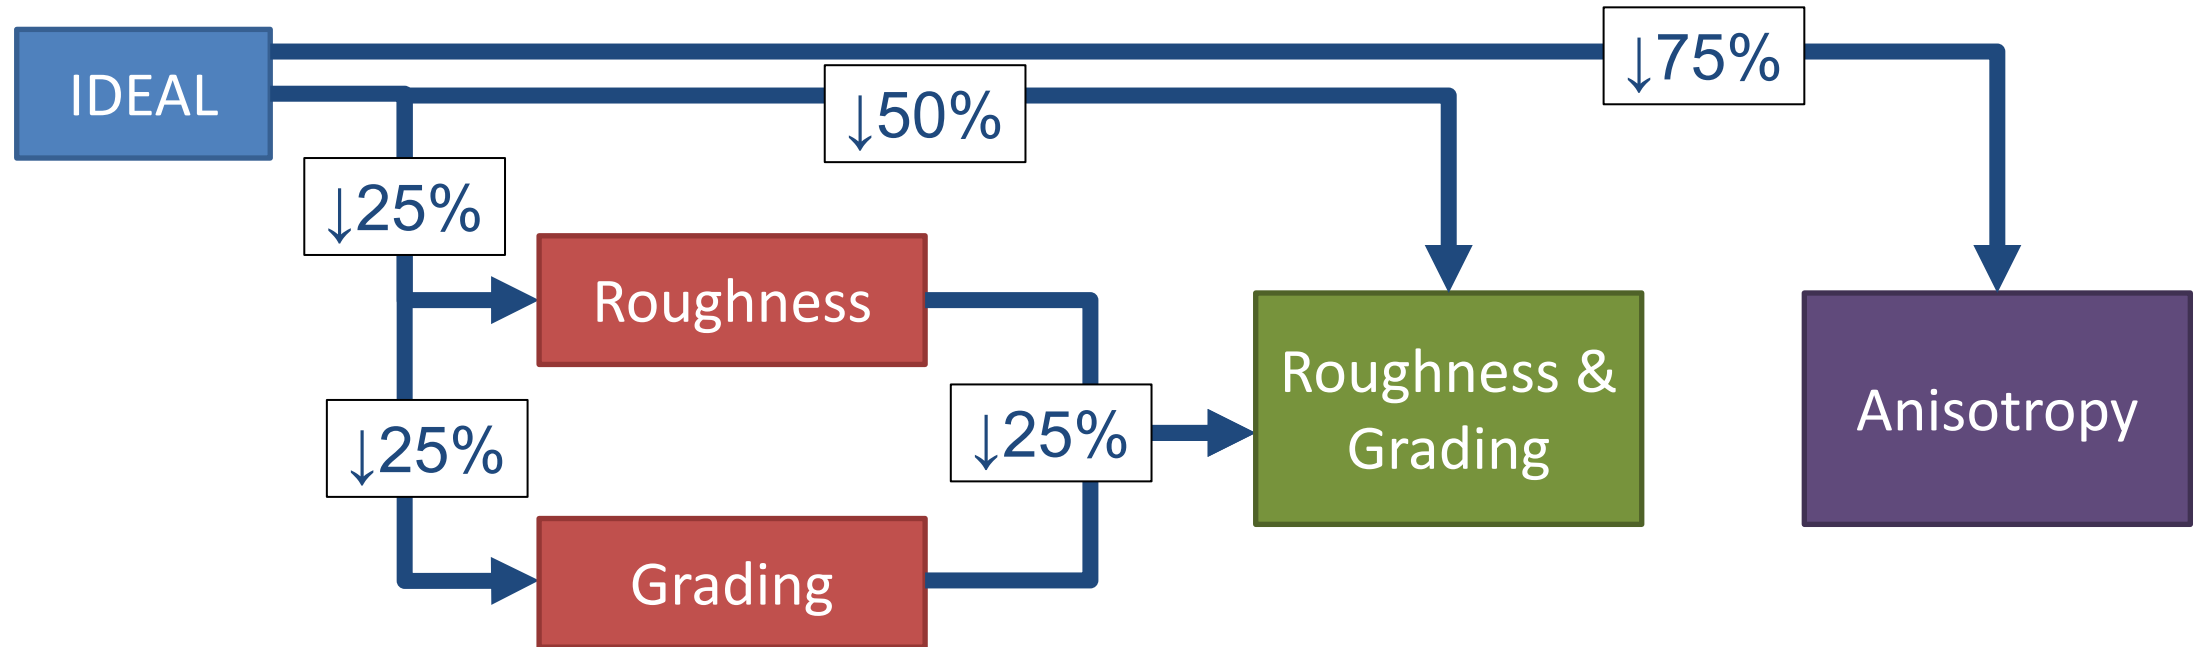 IDEAL
↓75%
↓50%
↓25%
Roughness
↓25%
↓25%
Roughness &
Grading
Anisotropy
Grading